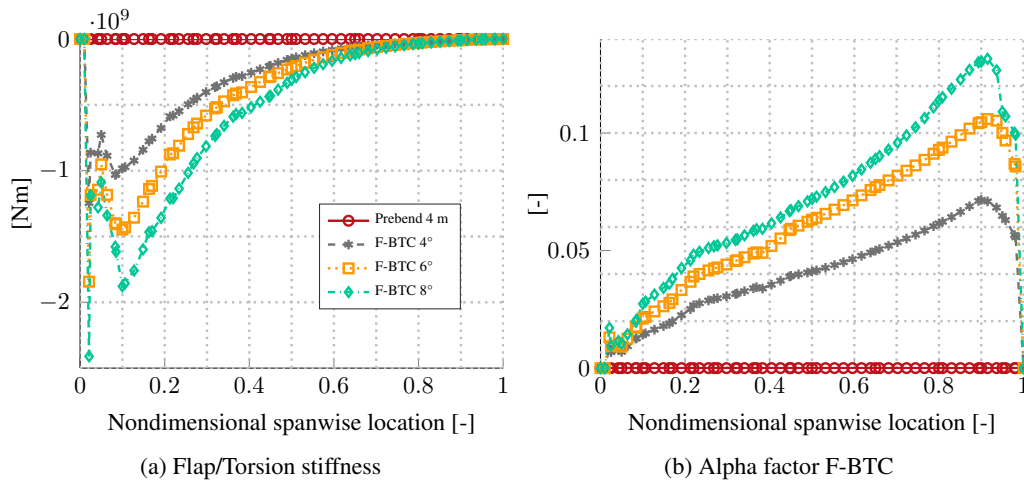 ·10⁹
0
−1
−2
[Nm]
0 0.2 0.4 0.6 0.8 1
Nondimensional spanwise location [-]
Prebend 4 m
F-BTC 4°
F-BTC 6°
F-BTC 8°
(a) Flap/Torsion stiffness
0.1
0.05
0
[-]
0 0.2 0.4 0.6 0.8 1
Nondimensional spanwise location [-]
(b) Alpha factor F-BTC